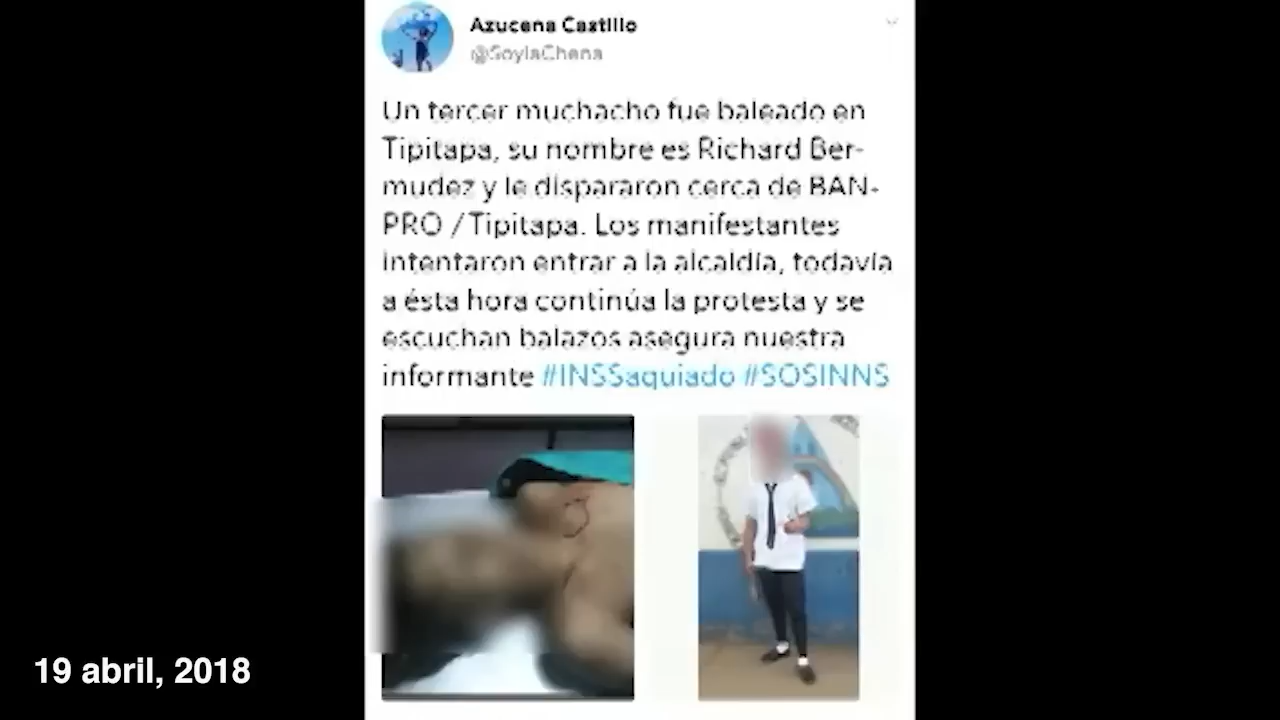 Azucena Castillo
@SoylaChena
Un tercer muchacho fue baleado en
Tipitapa, su nombre es Richard Ber-
mudez y le dispararon cerca de BAN-
PRO / Tipitapa. Los manifestantes
intentaron entrar a la alcaldía, todavía
a ésta hora continúa la protesta y se
escuchan balazos asegura nuestra
informante #INSSaquiado #SOSINNS
19 abril, 2018